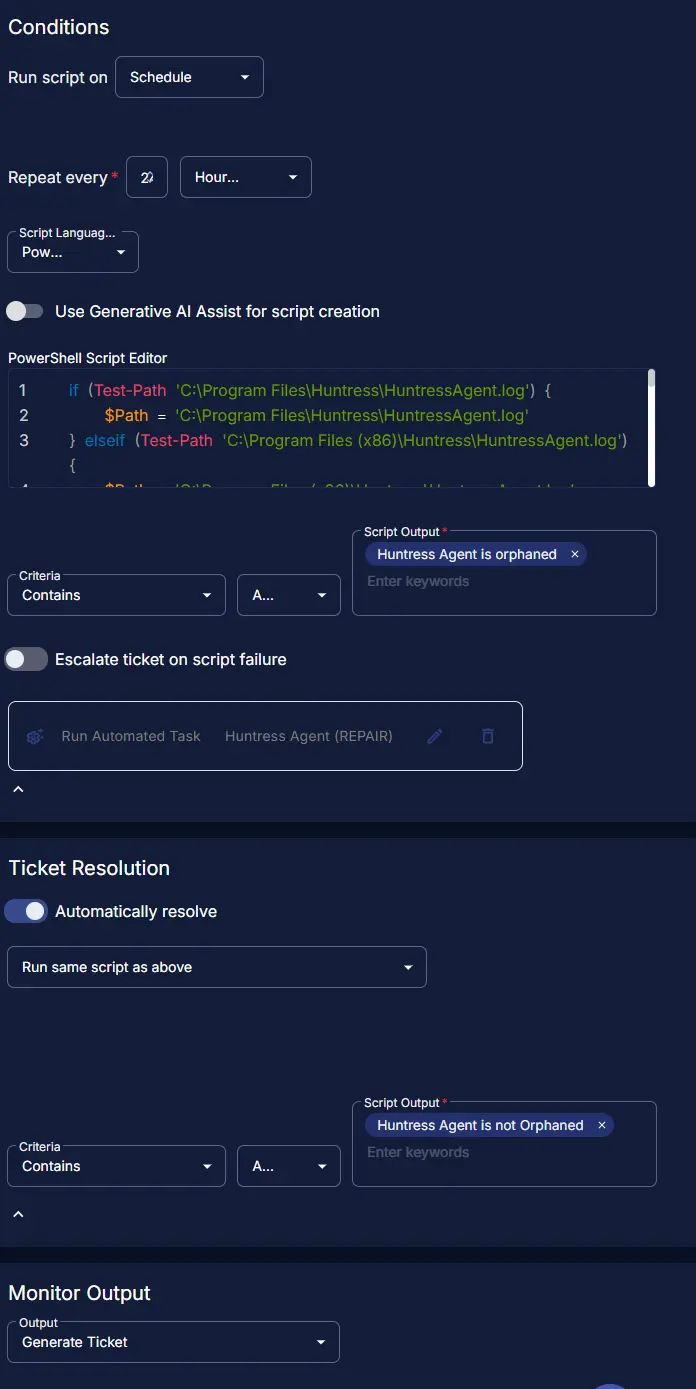 Conditions
Run script on Schedule
Repeat every * Hour...
Script Languag...
Pow...
Use Generative AI Assist for script creation
PowerShell Script Editor
1 if (Test-Path 'C:\Program Files\Huntress\HuntressAgent.log') {
2 $Path = 'C:\Program Files\Huntress\HuntressAgent.log'
3 } elseif (Test-Path 'C:\Program Files (x86)\Huntress\HuntressAgent.log')
{
Script Output *
Huntress Agent is orphaned ×
Enter keywords
Criteria
Contains
A...
Escalate ticket on script failure
Run Automated Task Huntress Agent (REPAIR)
Ticket Resolution
Automatically resolve
Run same script as above
Script Output *
Huntress Agent is not Orphaned ×
Enter keywords
Criteria
Contains
A...
Monitor Output
Output
Generate Ticket